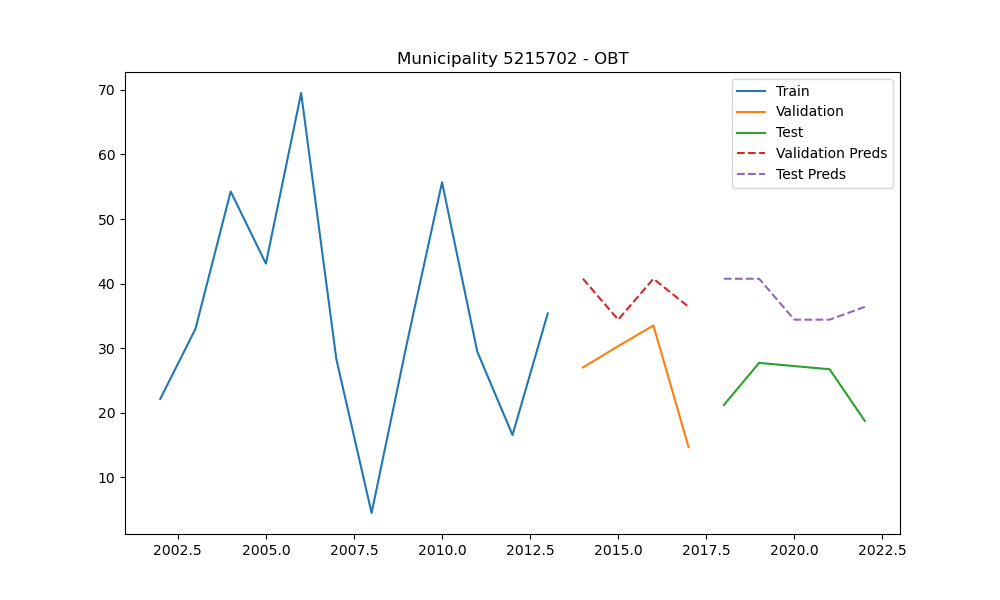 Municipality 5215702 - OBT
70
60
50
40
30
20
10
Train
Validation
Test
Validation Preds
Test Preds
2002.5 2005.0 2007.5 2010.0 2012.5 2015.0 2017.5 2020.0 2022.5